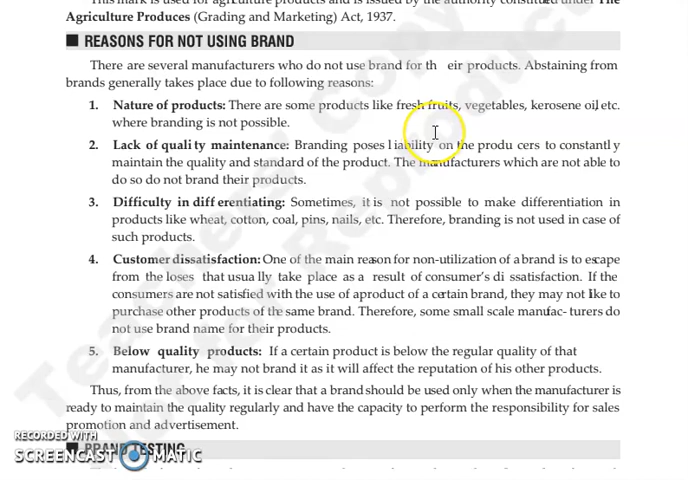 This mark is used for agriculture products and is issued by the authority constituted under The
Agriculture Produces (Grading and Marketing) Act, 1937.
REASONS FOR NOT USING BRAND
There are several manufacturers who do not use brand for th eir products. Abstaining from
brands generally takes place due to following reasons:
1. Nature of products: There are some products like fresh fruits, vegetables, kerosene oil, etc.
where branding is not possible.
2. Lack of quali ty maintenance: Branding poses l iability on the produ cers to constantl y
maintain the quality and standard of the product. The manufacturers which are not able to
do so do not brand their products.
3. Difficulty in diff erentiating: Sometimes, it is not possible to make differentiation in
products like wheat, cotton, coal, pins, nails, etc. Therefore, branding is not used in case of
such products.
4. Customer dissatisfaction: One of the main reason for non-utilization of a brand is to escape
from the loses that usua lly take place as a result of consumer's di ssatisfaction. If the
consumers are not satisfied with the use of aproduct of a certain brand, they may not like to
purchase other products of the same brand. Therefore, some small scale manufac- turers do
not use brand name for their products.
5. Below quality products: If a certain product is below the regular quality of that
manufacturer, he may not brand it as it will affect the reputation of his other products.
Thus, from the above facts, it is clear that a brand should be used only when the manufacturer is
ready to maintain the quality regularly and have the capacity to perform the responsibility for sales
promotion and advertisement.
BRAND TESTING
RECORDED WITH
SCREENCAST MATIC
Teachers Copy
Not for Reproduction